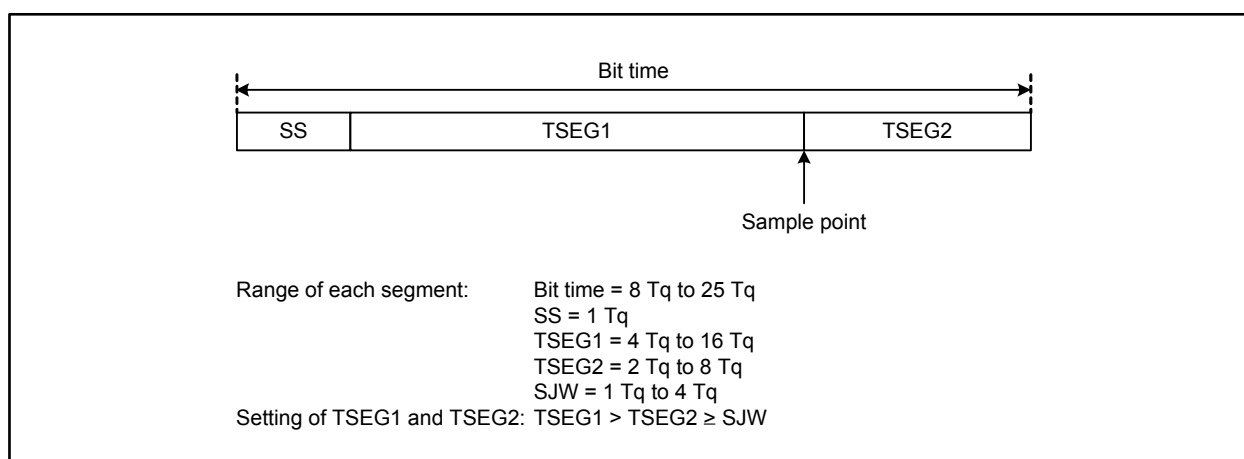 Bit time
SS TSEG1 TSEG2
Sample point
Range of each segment: Bit time = 8 Tq to 25 Tq
SS = 1 Tq
TSEG1 = 4 Tq to 16 Tq
TSEG2 = 2 Tq to 8 Tq
SJW = 1 Tq to 4 Tq
Setting of TSEG1 and TSEG2: TSEG1 > TSEG2 ≥ SJW